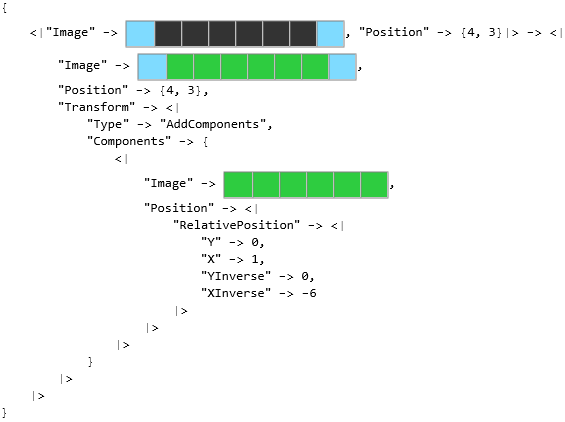 {
<|"Image" -> , "Position" -> {4, 3}|> -> <|
"Image" -> ,
"Position" -> {4, 3},
"Transform" -> <|
"Type" -> "AddComponents",
"Components" -> {
<|
"Image" -> ,
"Position" -> <|
"RelativePosition" -> <|
"Y" -> 0,
"X" -> 1,
"YInverse" -> 0,
"XInverse" -> -6
|>
|>
|>
}
|>
|>
}